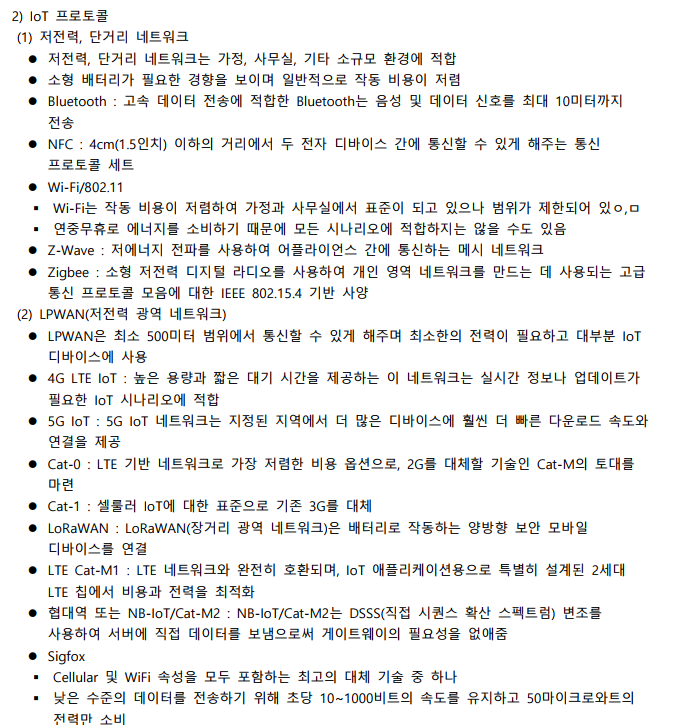 2) IoT 프로토콜
(1) 저전력, 단거리 네트워크
● 저전력, 단거리 네트워크는 가정, 사무실, 기타 소규모 환경에 적합
● 소형 배터리가 필요한 경향을 보이며 일반적으로 작동 비용이 저렴
● Bluetooth : 고속 데이터 전송에 적합한 Bluetooth는 음성 및 데이터 신호를 최대 10미터까지
전송
● NFC : 4cm(1.5인치) 이하의 거리에서 두 전자 디바이스 간에 통신할 수 있게 해주는 통신
프로토콜 세트
● Wi-Fi/802.11
▪ Wi-Fi는 작동 비용이 저렴하여 가정과 사무실에서 표준이 되고 있으나 범위가 제한되어 있ㅇ,ㅁ
▪ 연중무휴로 에너지를 소비하기 때문에 모든 시나리오에 적합하지는 않을 수도 있음
● Z-Wave : 저에너지 전파를 사용하여 어플라이언스 간에 통신하는 메시 네트워크
● Zigbee : 소형 저전력 디지털 라디오를 사용하여 개인 영역 네트워크를 만드는 데 사용되는 고급
통신 프로토콜 모음에 대한 IEEE 802.15.4 기반 사양
(2) LPWAN(저전력 광역 네트워크)
● LPWAN은 최소 500미터 범위에서 통신할 수 있게 해주며 최소한의 전력이 필요하고 대부분 IoT
디바이스에 사용
● 4G LTE IoT : 높은 용량과 짧은 대기 시간을 제공하는 이 네트워크는 실시간 정보나 업데이트가
필요한 IoT 시나리오에 적합
● 5G IoT : 5G IoT 네트워크는 지정된 지역에서 더 많은 디바이스에 훨씬 더 빠른 다운로드 속도와
연결을 제공
● Cat-0 : LTE 기반 네트워크로 가장 저렴한 비용 옵션으로, 2G를 대체할 기술인 Cat-M의 토대를
마련
● Cat-1 : 셀룰러 IoT에 대한 표준으로 기존 3G를 대체
● LoRaWAN : LoRaWAN(장거리 광역 네트워크)은 배터리로 작동하는 양방향 보안 모바일
디바이스를 연결
● LTE Cat-M1 : LTE 네트워크와 완전히 호환되며, IoT 애플리케이션용으로 특별히 설계된 2세대
LTE 칩에서 비용과 전력을 최적화
● 협대역 또는 NB-IoT/Cat-M2 : NB-IoT/Cat-M2는 DSSS(직접 시퀀스 확산 스펙트럼) 변조를
사용하여 서버에 직접 데이터를 보냄으로써 게이트웨이의 필요성을 없애줌
● Sigfox
▪ Cellular 및 WiFi 속성을 모두 포함하는 최고의 대체 기술 중 하나
▪ 낮은 수준의 데이터를 전송하기 위해 초당 10~1000비트의 속도를 유지하고 50마이크로와트의
전력만 소비